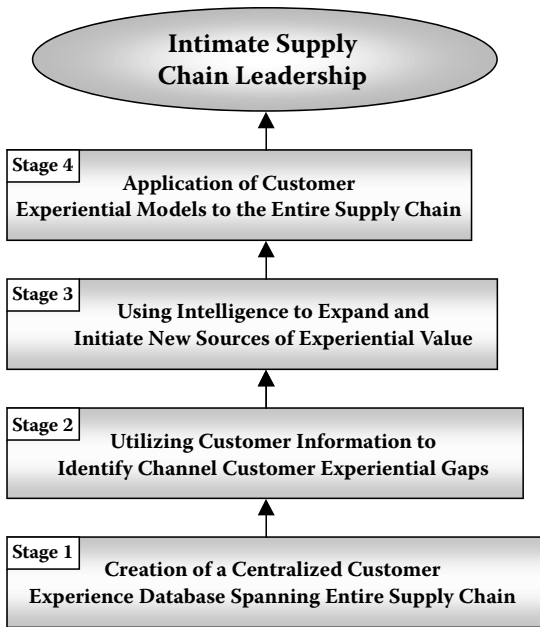 Intimate Supply
Chain Leadership
Stage 4
Application of Customer
Experiential Models to the Entire Supply Chain
Stage 3
Using Intelligence to Expand and
Initiate New Sources of Experiential Value
Stage 2
Utilizing Customer Information to
Identify Channel Customer Experiential Gaps
Stage 1
Creation of a Centralized Customer
Experience Database Spanning Entire Supply Chain